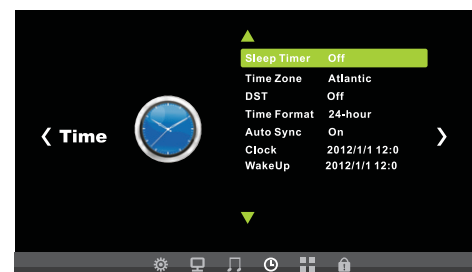 Sleep Timer Off
Time Zone Atlantic
DST Off
Time Format 24-hour
Auto Sync On
Clock 2012/1/1 12:0
WakeUp 2012/1/1 12:0
Time